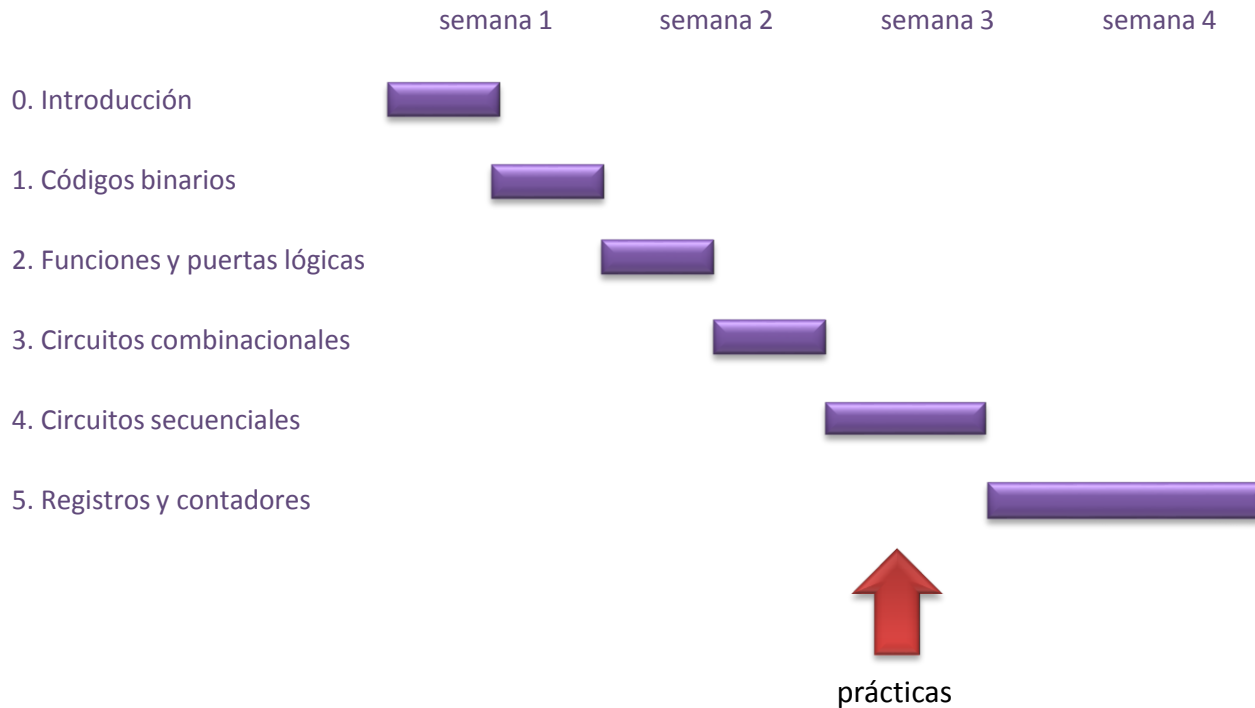 semana 1 semana 2 semana 3 semana 4
0. Introducción
1. Códigos binarios
2. Funciones y puertas lógicas
3. Circuitos combinacionales
4. Circuitos secuenciales
5. Registros y contadores
prácticas